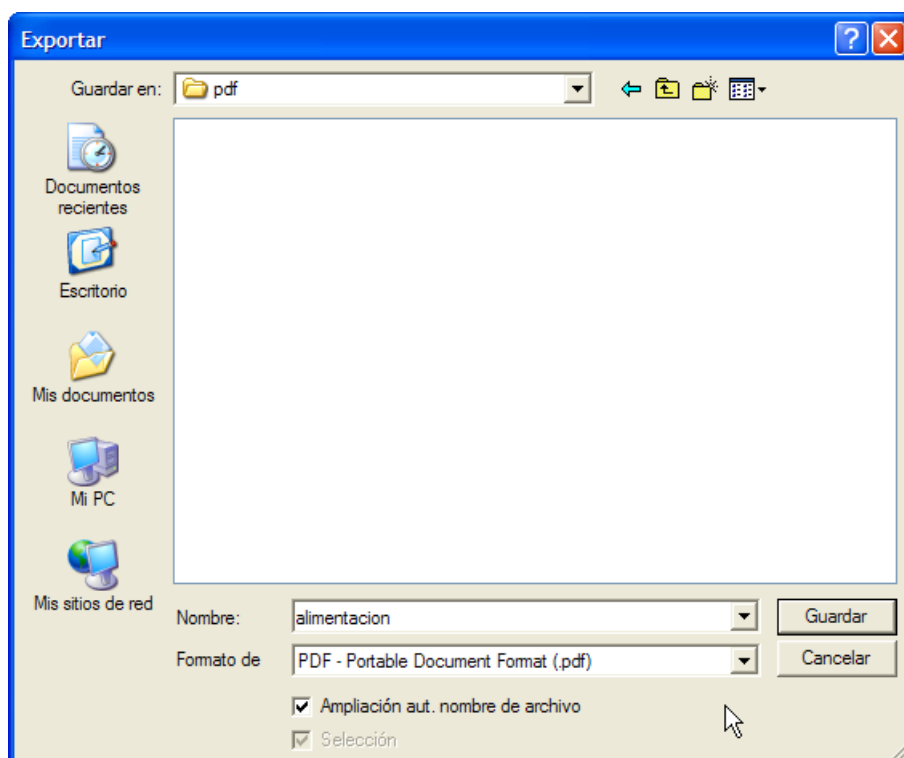 Exportar
Guardar en:
pdf
Documentos
recientes
Escritorio
Mis documentos
Mi PC
Mis sitios de red
Nombre:
alimentacion
Guardar
Formato de
PDF - Portable Document Format (.pdf)
Cancelar
Ampliación aut. nombre de archivo
Selección